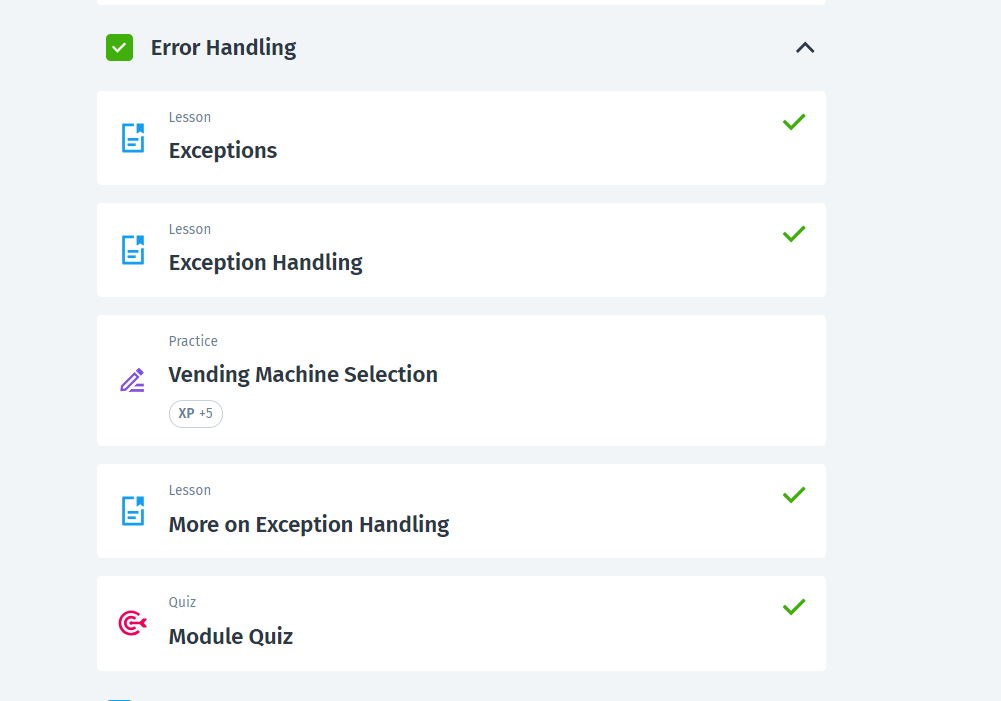 Error Handling
Lesson
Exceptions
Lesson
Exception Handling
Practice
Vending Machine Selection
XP +5
Lesson
More on Exception Handling
Quiz
Module Quiz